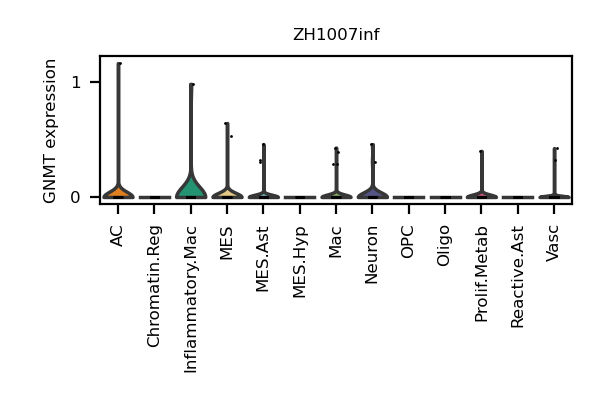 ZH1007inf
GNMT expression
1
0
AC
Chromatin.Reg
Inflammatory.Mac
MES
MES.Ast
MES.Hyp
Mac
Neuron
OPC
Oligo
Prolif.Metab
Reactive.Ast
Vasc